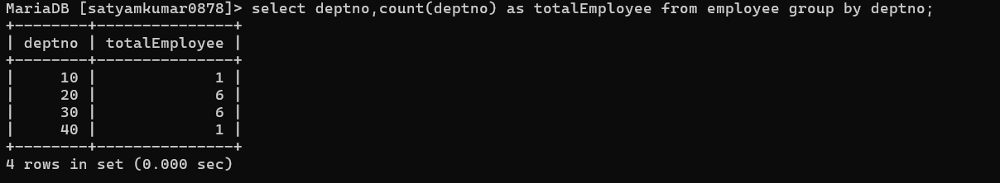 MariaDB [satyamkumar0878]> select deptno,count(deptno) as totalEmployee from employee group by deptno;
+--------+---------------+
| deptno | totalEmployee |
+--------+---------------+
|     10 |             1 |
|     20 |             6 |
|     30 |             6 |
|     40 |             1 |
+--------+---------------+
4 rows in set (0.000 sec)